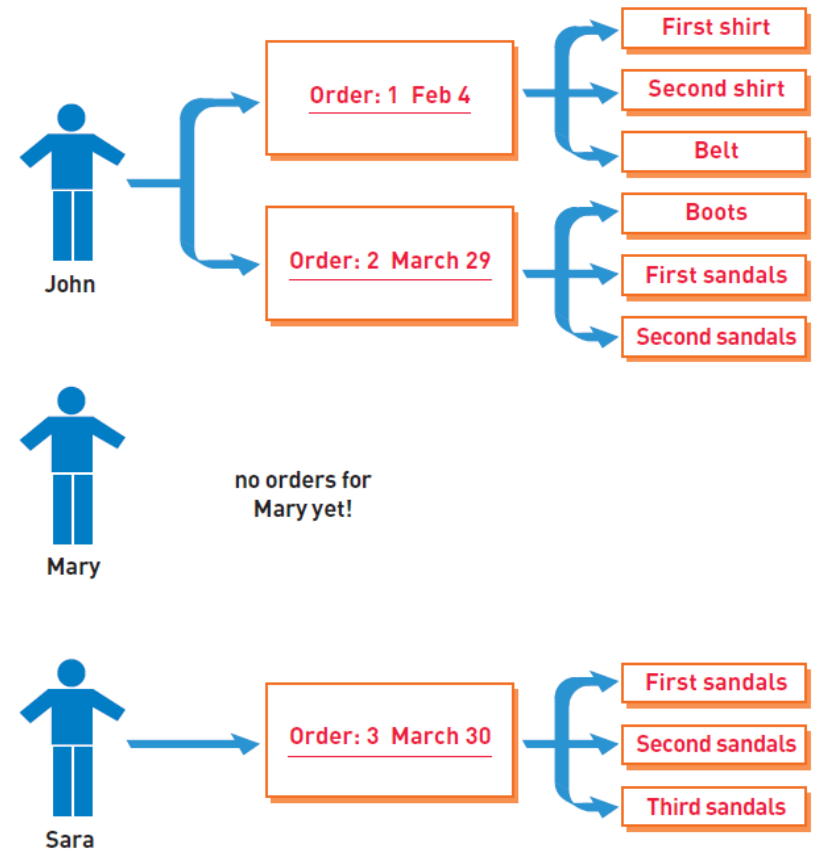 First shirt
Order: 1 Feb 4
Second shirt
Belt
John
Order: 2 March 29
Boots
First sandals
Second sandals
Mary
no orders for
Mary yet!
Sara
Order: 3 March 30
First sandals
Second sandals
Third sandals